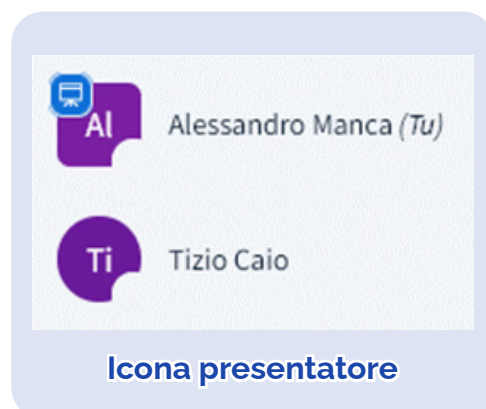 Al
Alessandro Manca (Tu)
Ti
Tizio Caio
Icona presentatore